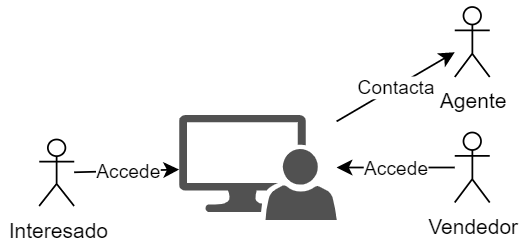 Contacta
Agente
Accede
Accede
Interesado
Vendedor